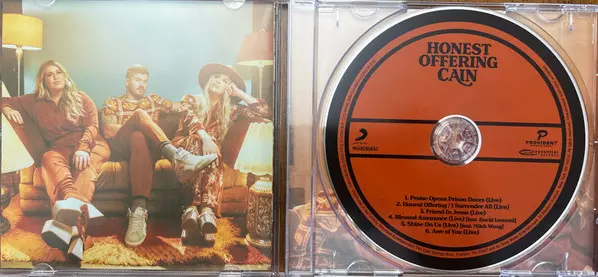 HONEST
OFFERING
CAIN
PROVIDENT
1. Praise Opens Prison Doors (Live)
2. Honest Offering / I Surrender All (Live)
3. Friend In Jesus (Live)
4. Blessed Assurance (Live) [feat. David Leonard]
5. Shine On Us (Live) [feat. Mitch Wong]
6. Awe of You (Live)